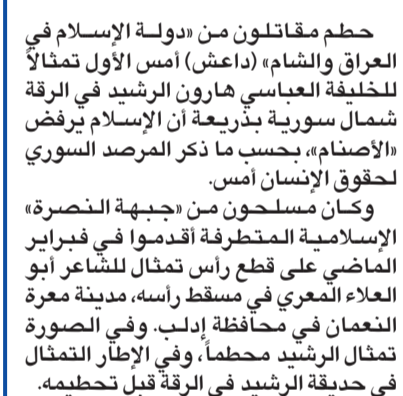 حطم مقاتلون من «دولة الإسلام في
العراق والشام» (داعش) أمس الأول تمثالاً
للخليفة العباسي هارون الرشيد في الرقة
شمال سورية بذريعة أن الإسلام يرفض
«الأصنام»، بحسب ما ذكر المرصد السوري
لحقوق الإنسان أمس.
وكان مسلحون من «جبهة النصرة»
الإسلامية المتطرفة أقدموا في فبراير
الماضي على قطع رأس تمثال للشاعر أبو
العلاء المعري في مسقط رأسه، مدينة معرة
النعمان في محافظة إدلب. وفي الصورة
تمثال الرشيد محطماً، وفي الإطار التمثال
في حديقة الرشيد في الرقة قبل تحطيمه.